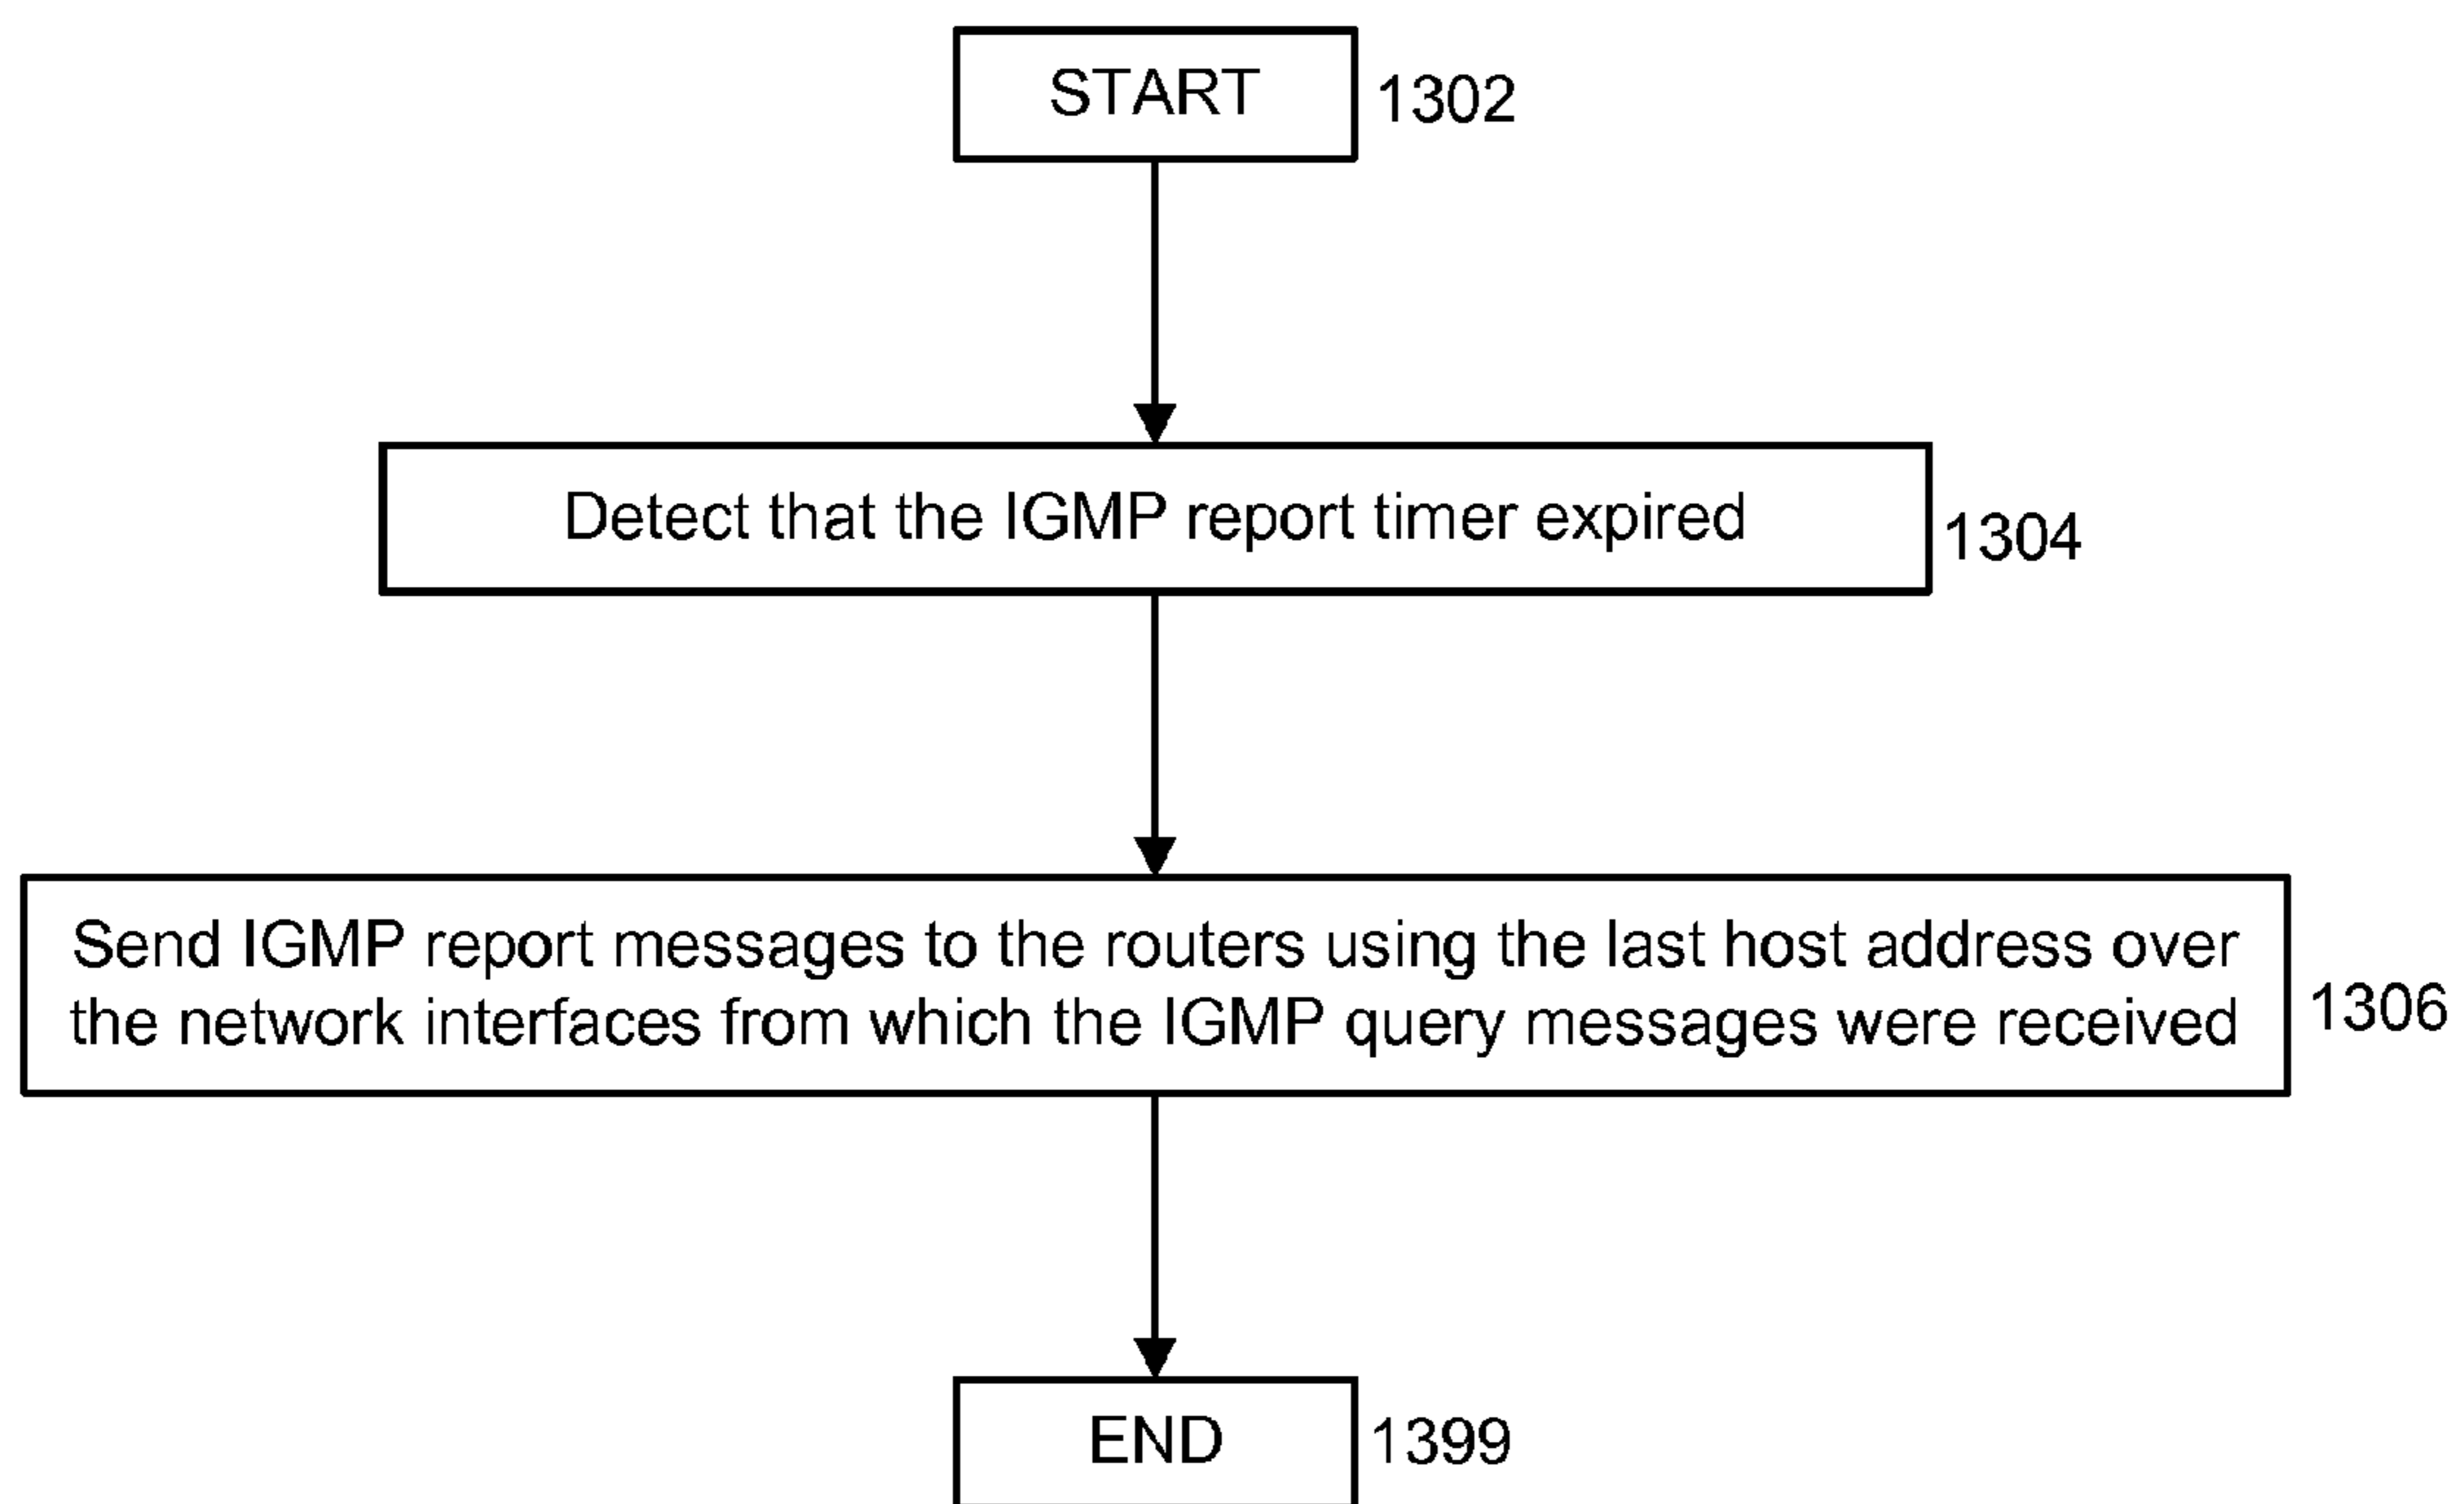 START
1302
Detect that the IGMP report timer expired
1304
Send IGMP report messages to the routers using the last host address over
the network interfaces from which the IGMP query messages were received
1306
END
1399